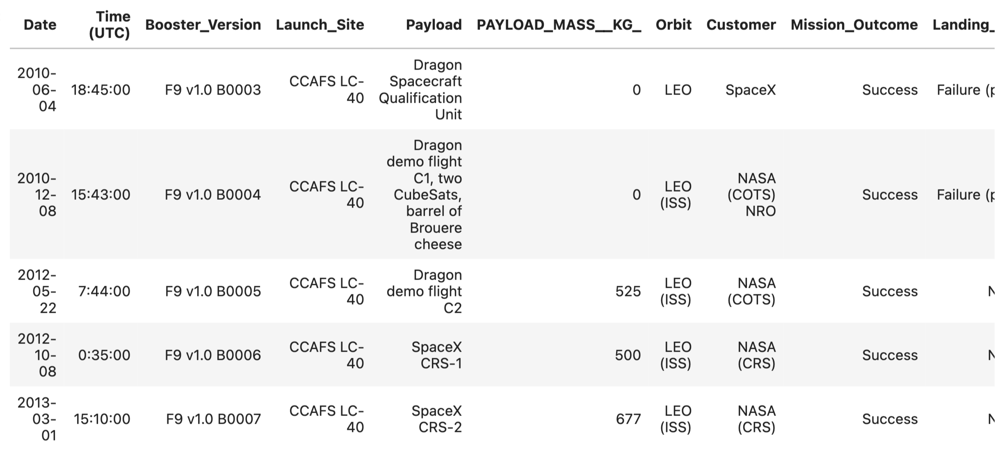 Date Time (UTC) Booster_Version Launch_Site Payload PAYLOAD_MASS__KG_ Orbit Customer Mission_Outcome Landing_
2010-06-04 18:45:00 F9 v1.0 B0003 CCAFS LC-40 Dragon Spacecraft Qualification Unit 0 LEO SpaceX Success Failure
2010-12-08 15:43:00 F9 v1.0 B0004 CCAFS LC-40 Dragon demo flight C1, two CubeSats, barrel of Brouere cheese 0 LEO (ISS) NASA (COTS) NRO Success Failure
2012-05-22 7:44:00 F9 v1.0 B0005 CCAFS LC-40 Dragon demo flight C2 525 LEO (ISS) NASA (COTS) Success
2012-10-08 0:35:00 F9 v1.0 B0006 CCAFS LC-40 SpaceX CRS-1 500 LEO (ISS) NASA (CRS) Success
2013-03-01 15:10:00 F9 v1.0 B0007 CCAFS LC-40 SpaceX CRS-2 677 LEO (ISS) NASA (CRS) Success